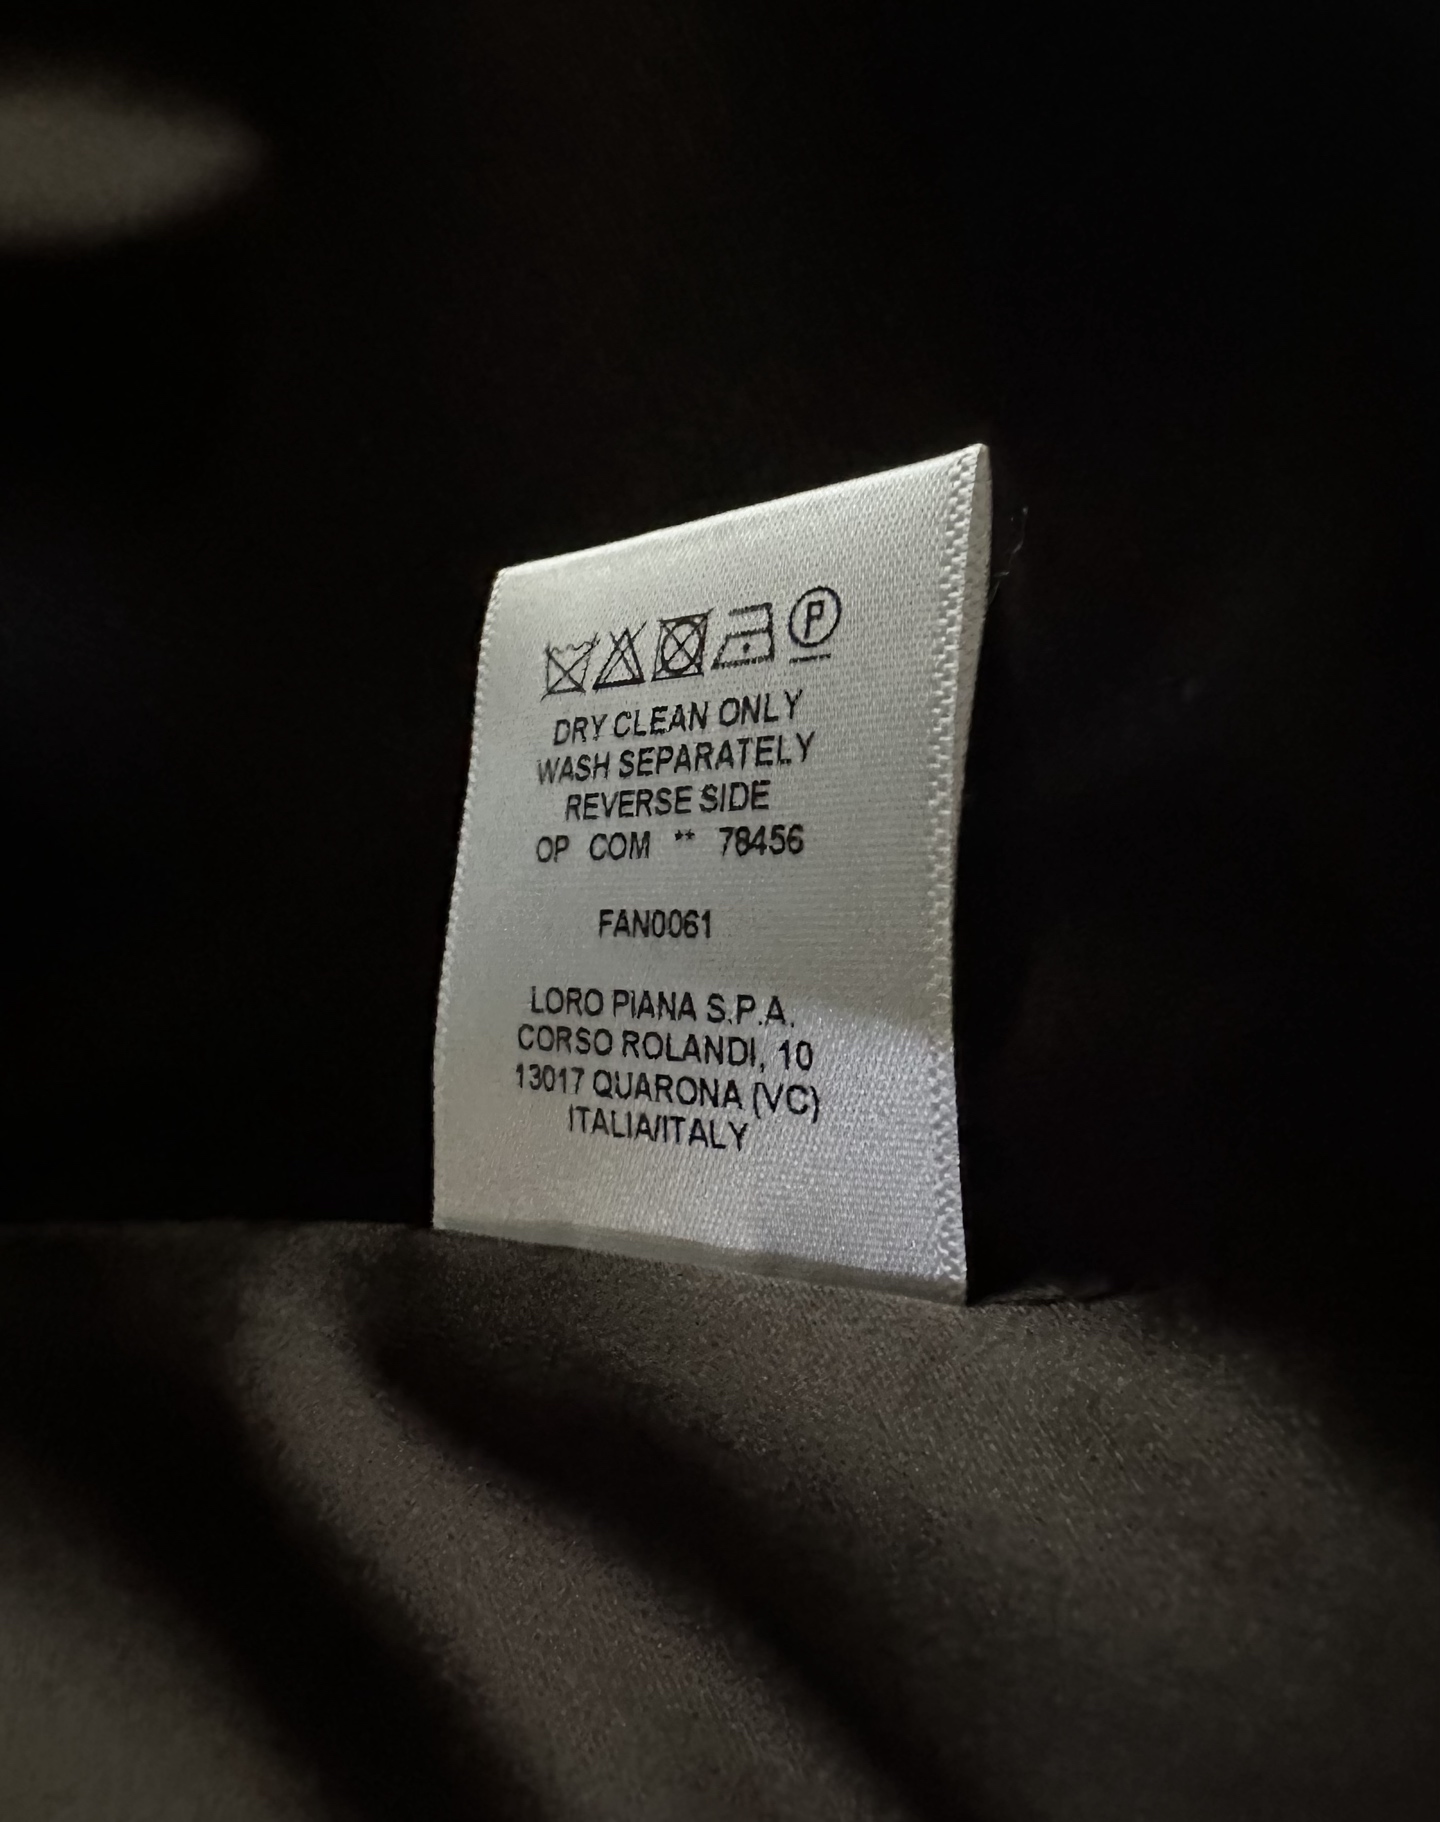 P
DRY CLEAN ONLY
WASH SEPARATELY
REVERSE SIDE
OP COM ** 78456
FAN0061
LORO PIANA S.P.A.
CORSO ROLANDI, 10
13017 QUARONA (VC)
ITALIA/ITALY